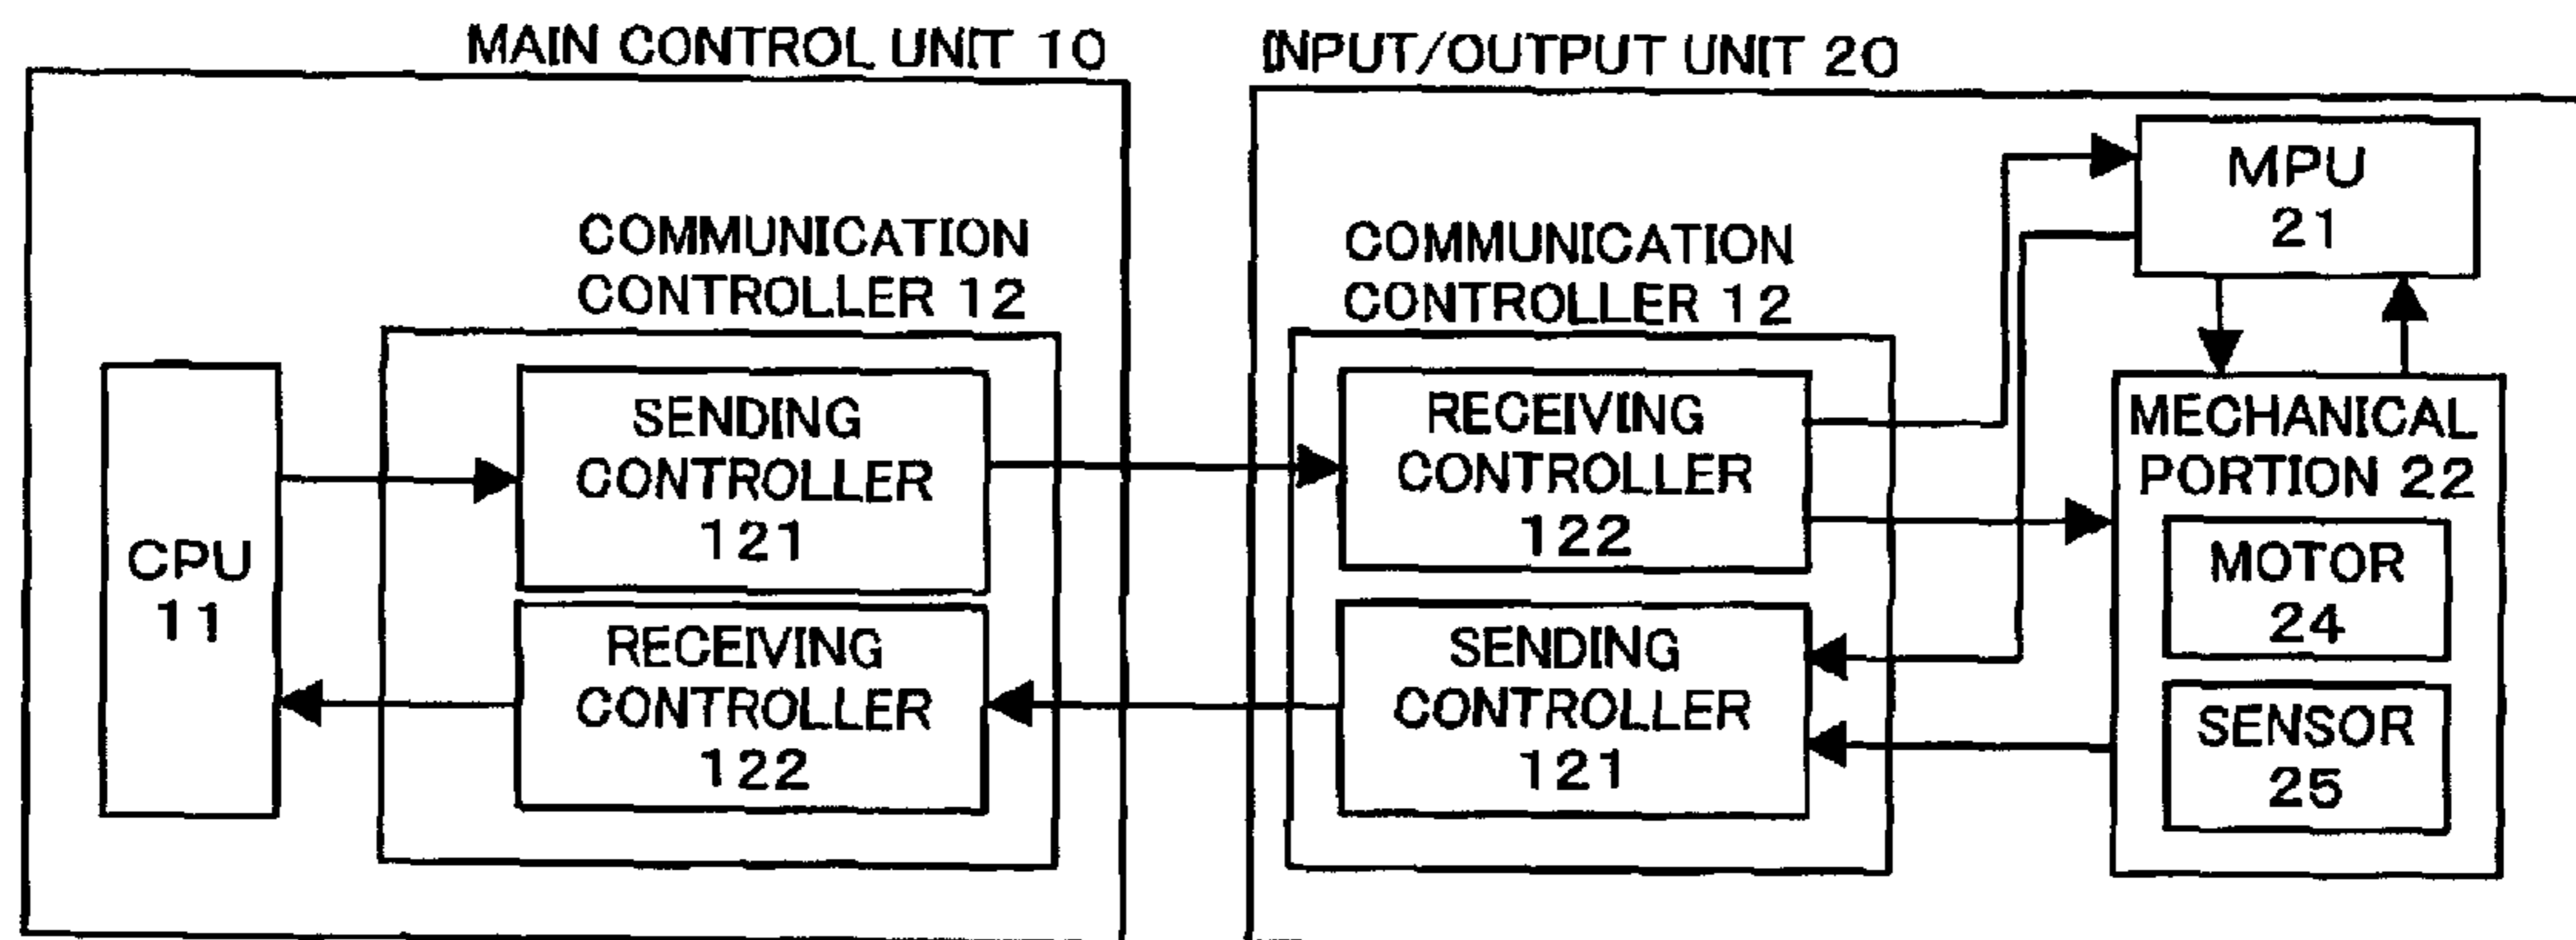 MAIN CONTROL UNIT 10
INPUT/OUTPUT UNIT 20
COMMUNICATION
CONTROLLER 12
CPU
11
SENDING
CONTROLLER
121
RECEIVING
CONTROLLER
122
COMMUNICATION
CONTROLLER 12
RECEIVING
CONTROLLER
122
SENDING
CONTROLLER
121
MPU
21
MECHANICAL
PORTION 22
MOTOR
24
SENSOR
25